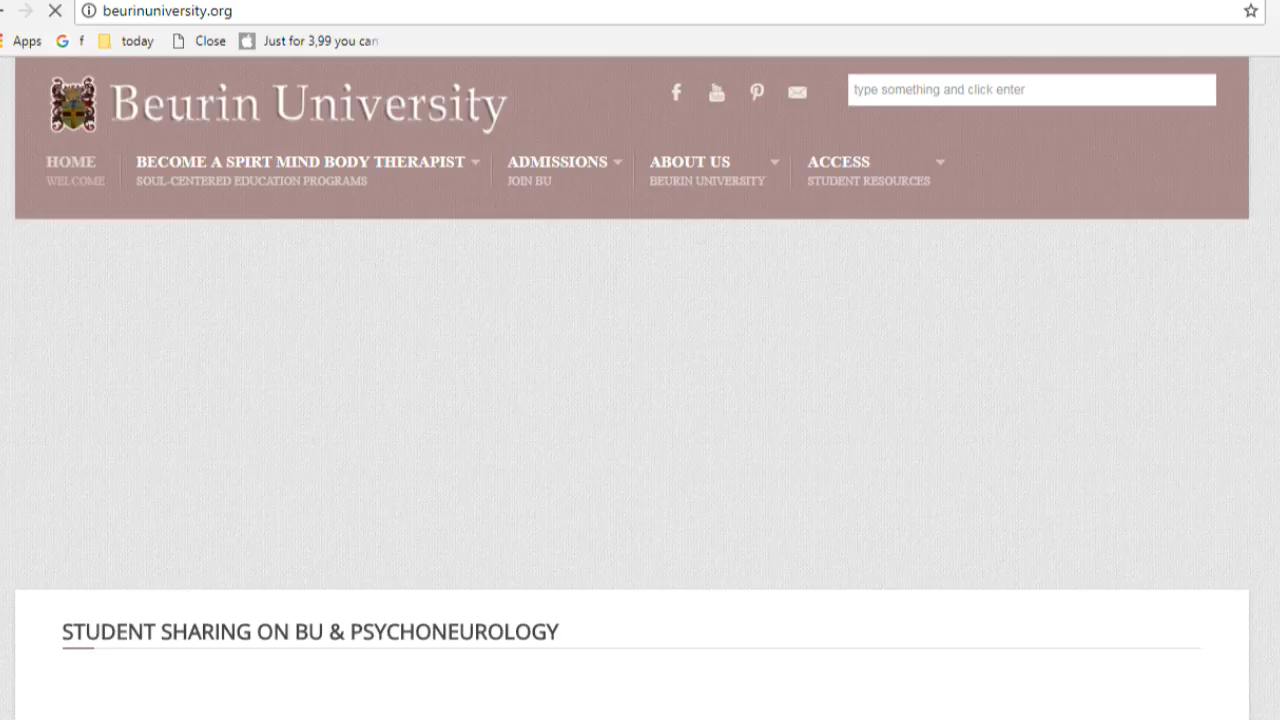 beurinuniversity.org
Apps f today Close Just for 3,99 you can
Beurin University
type something and click enter
HOME BECOME A SPIRT MIND BODY THERAPIST ADMISSIONS ABOUT US ACCESS
WELCOME SOUL-CENTERED EDUCATION PROGRAMS JOIN BU BEURIN UNIVERSITY STUDENT RESOURCES
STUDENT SHARING ON BU & PSYCHONEUROLOGY